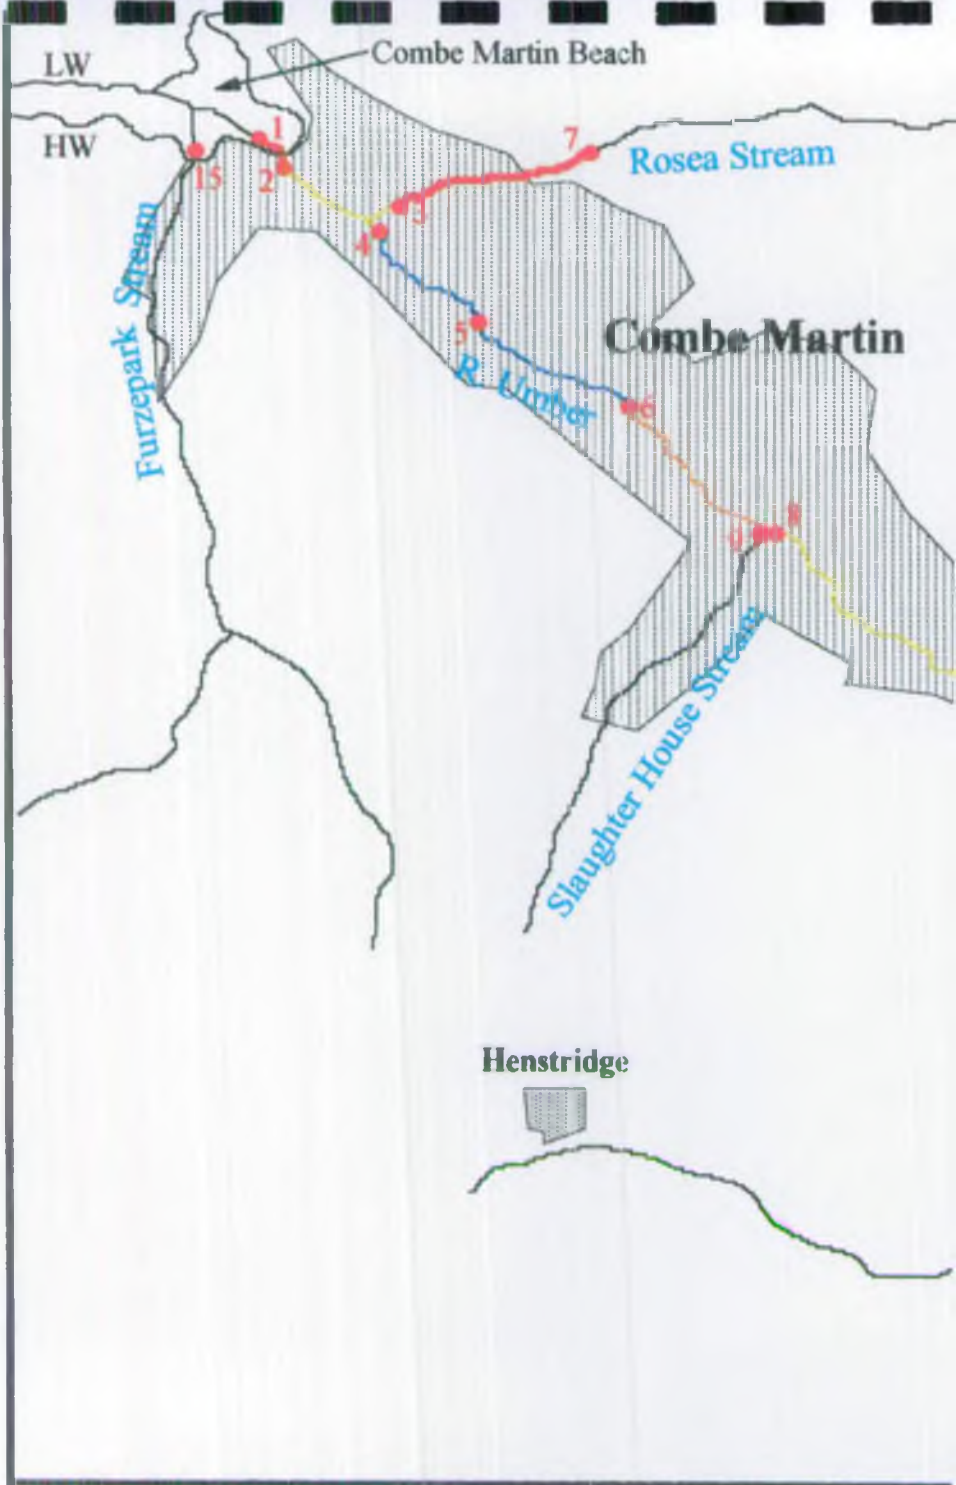 LW
Combe Martin Beach
HW
1
7
Rosea Stream
15
2
3
4
Furzepark Stream
5
Combe Martin
R. Umber
6
8
9
Slaughter House Stream
Henstridge